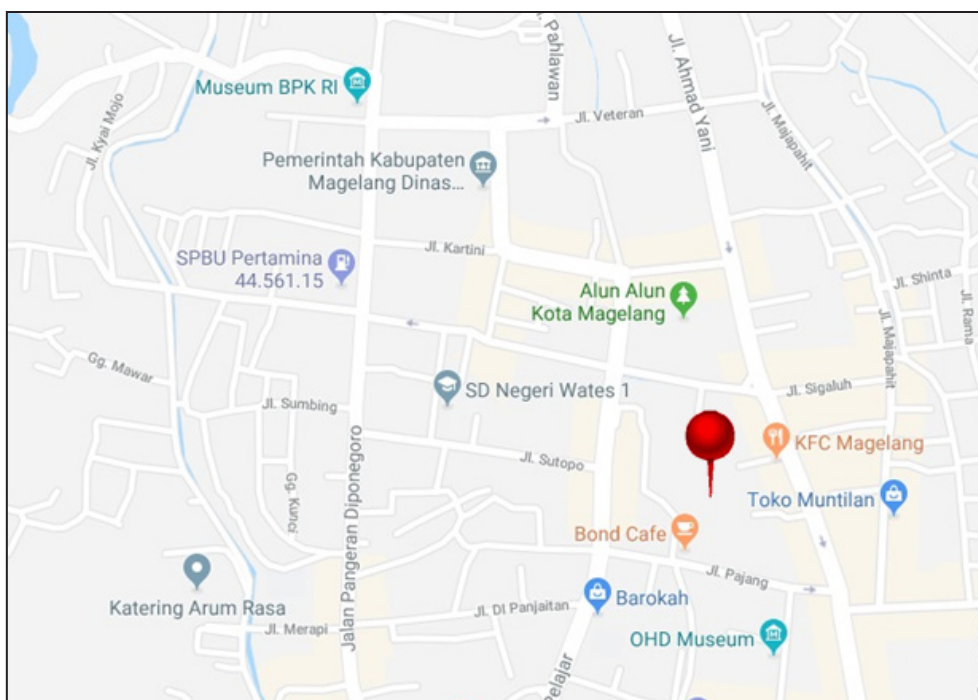 Jl. Pahlawan
Jl. Ahmad Yani
Museum BPK RI
Jl. Kyai Mojo
Jl. Veteran
Jl. Majapahit
Pemerintah Kabupaten
Magelang Dinas...
Jl. Kartini
SPBU Pertamina
44.561.15
Alun Alun
Kota Magelang
Jl. Shinta
Jl. Rama
Jl. Majapahit
Gg. Mawar
SD Negeri Wates 1
Jl. Sigaluh
Jl. Sumbing
KFC Magelang
Jl. Sutopo
Gg. Kunci
Jalan Pangeran Diponegoro
Toko Muntilan
Bond Cafe
Jl. Pajang
Katering Arum Rasa
Jl. DI Panjaitan
Barokah
Jl. Merapi
OHD Museum
Pelajar